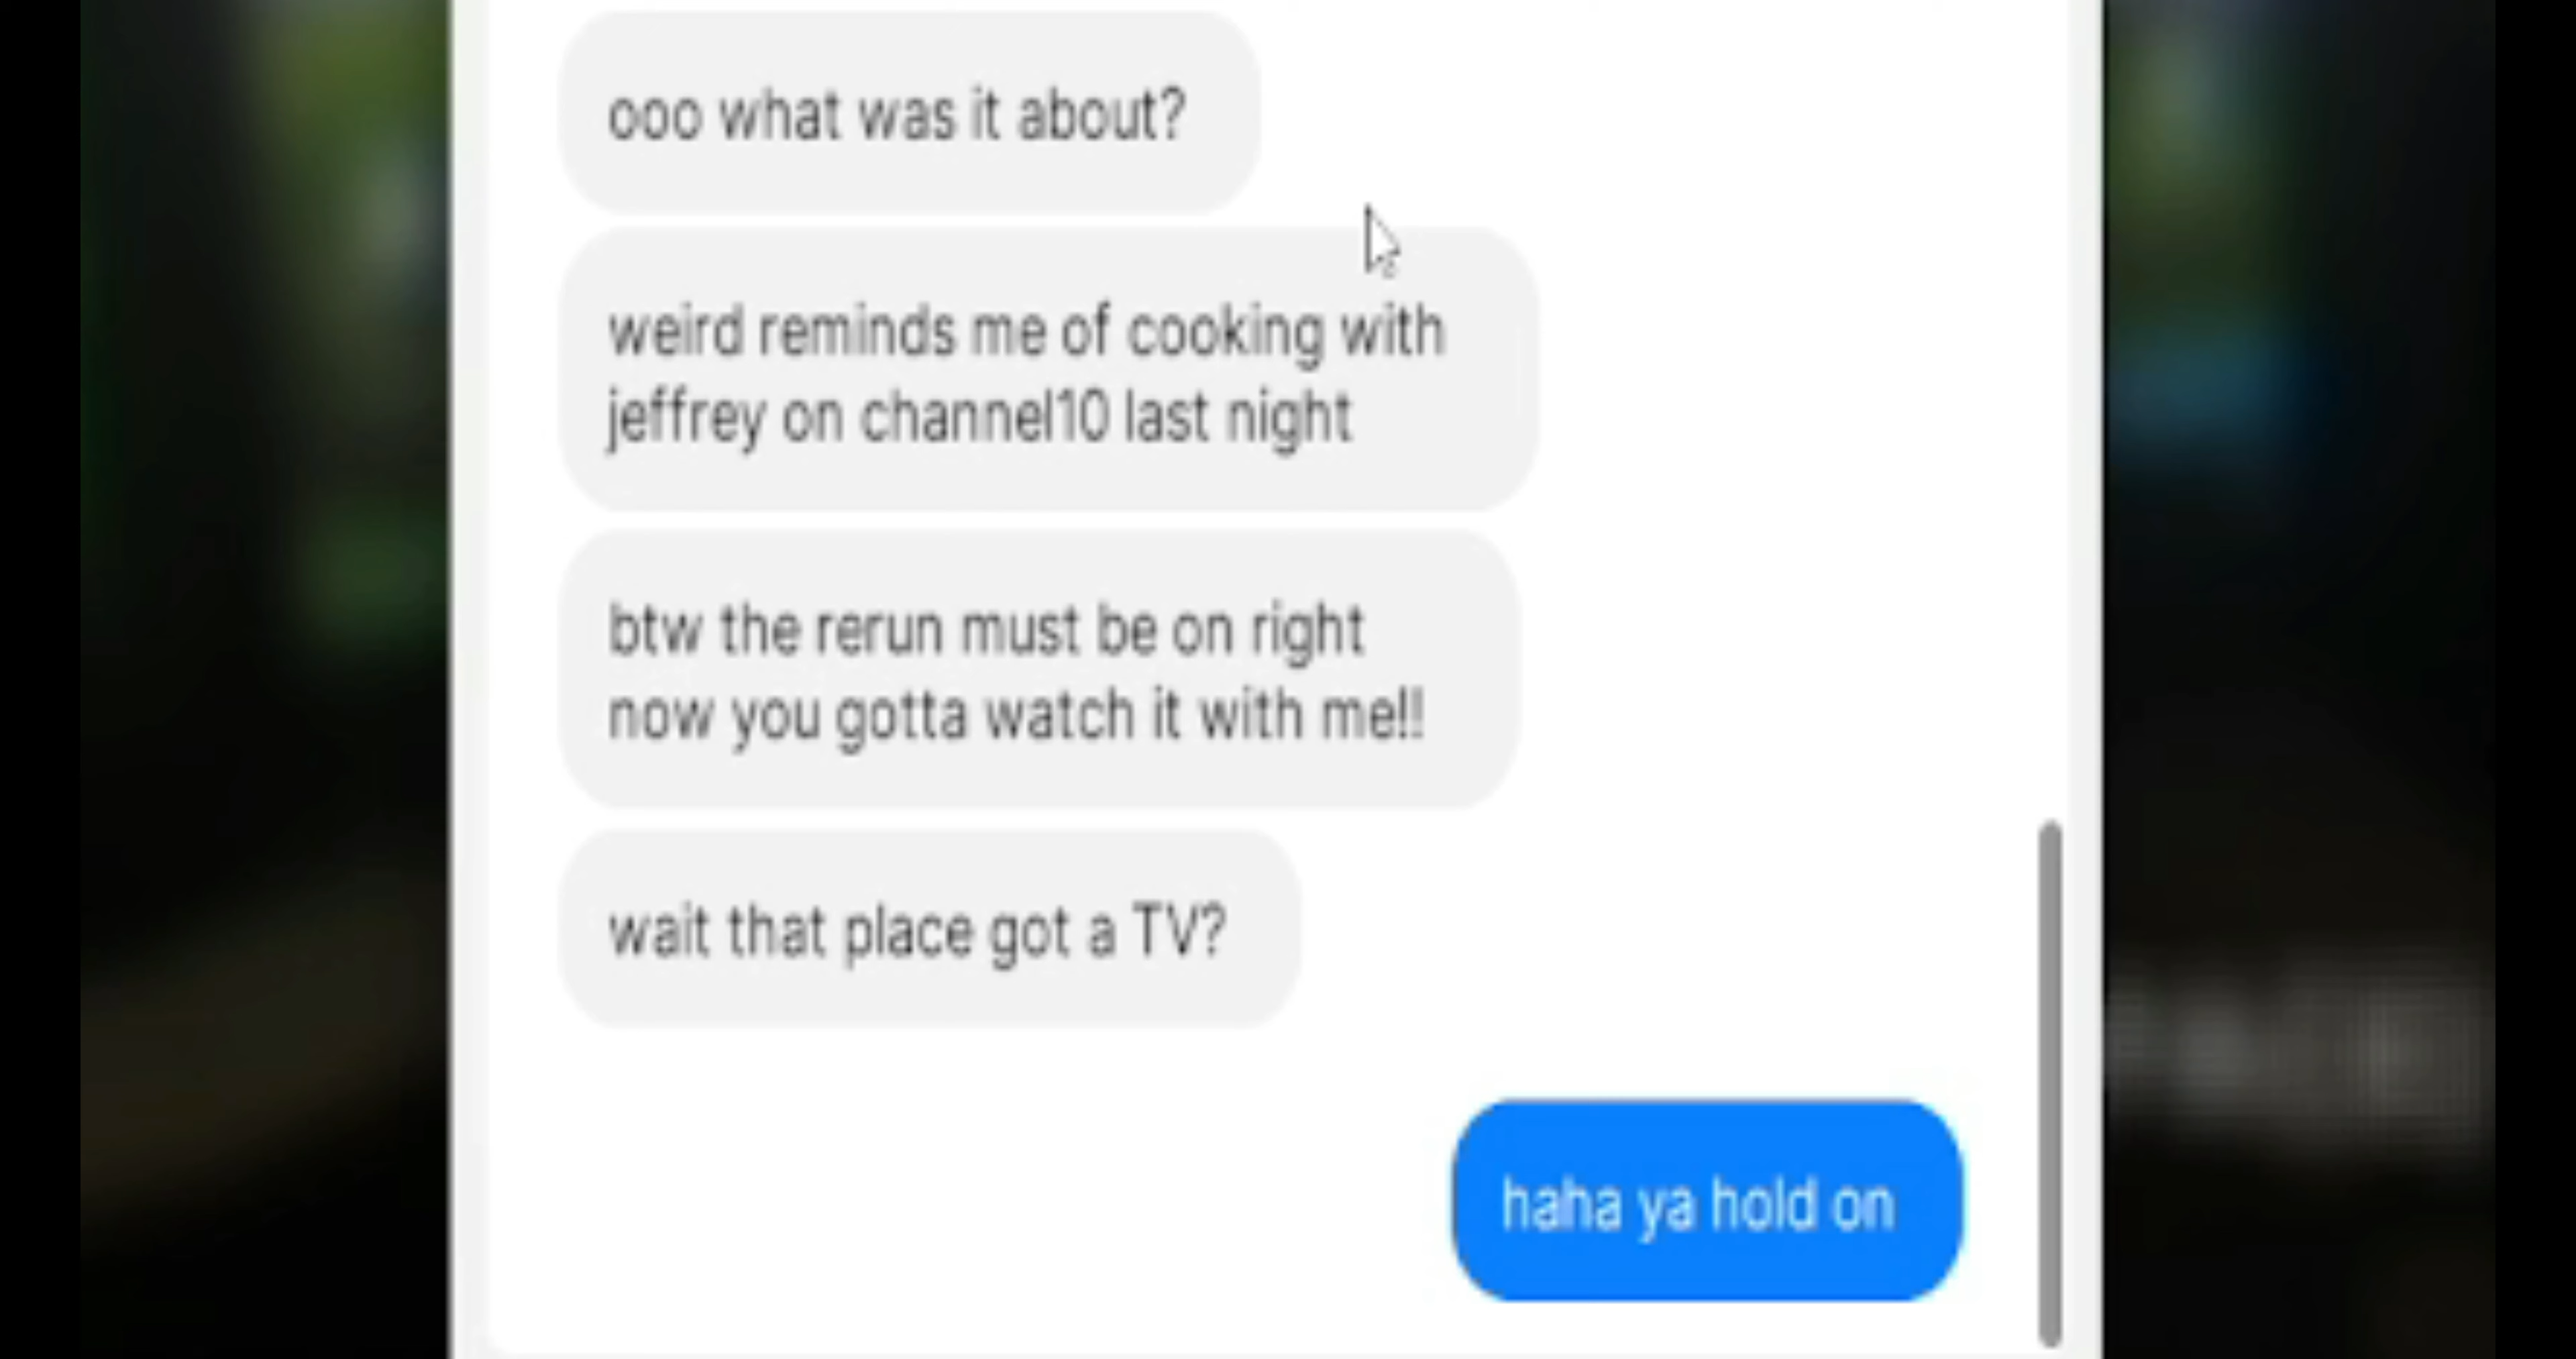 ooo what was it about?
weird reminds me of cooking with
jeffrey on channel10 last night
btw the rerun must be on right
now you gotta watch it with me!!
wait that place got a TV?
haha ya hold on